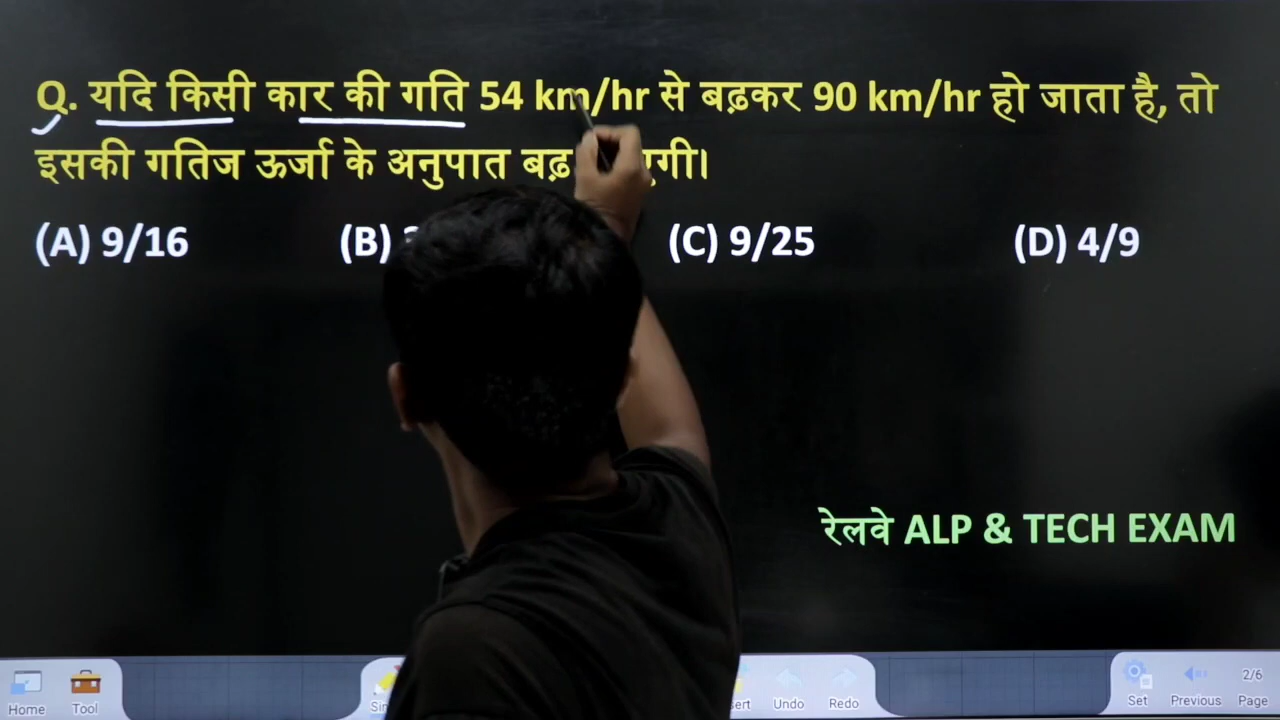 Q. यदि किसी कार की गति 54 km/hr से बढ़कर 90 km/hr हो जाता है, तो
इसकी गतिज ऊर्जा के अनुपात बढ़
(A) 9/16 (B) (C) 9/25 (D) 4/9
रेलवे ALP & TECH EXAM
Home Tool Undo Redo Set Previous 2/6 Page